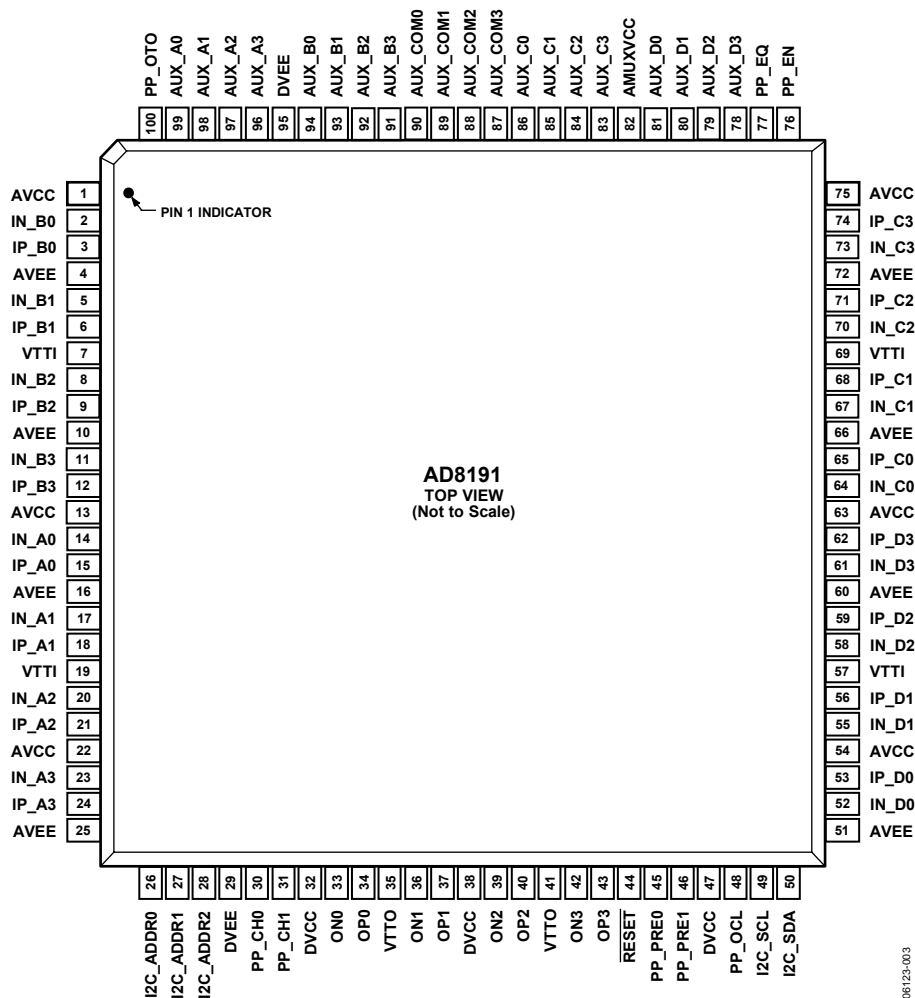 PP_OTO
AUX_A0
AUX_A1
AUX_A2
AUX_A3
DVEE
AUX_B0
AUX_B1
AUX_B2
AUX_B3
AUX_COM0
AUX_COM1
AUX_COM2
AUX_COM3
AUX_C0
AUX_C1
AUX_C2
AUX_C3
AMUXVCC
AUX_D0
AUX_D1
AUX_D2
AUX_D3
PP_EQ
PP_EN
100 99 98 97 96 95 94 93 92 91 90 89 88 87 86 85 84 83 82 81 80 79 78 77 76
AVCC 1
IN_B0 2
IP_B0 3
AVEE 4
IN_B1 5
IP_B1 6
VTTI 7
IN_B2 8
IP_B2 9
AVEE 10
IN_B3 11
IP_B3 12
AVCC 13
IN_A0 14
IP_A0 15
AVEE 16
IN_A1 17
IP_A1 18
VTTI 19
IN_A2 20
IP_A2 21
AVCC 22
IN_A3 23
IP_A3 24
AVEE 25
PIN 1 INDICATOR
AD8191
TOP VIEW
(Not to Scale)
75 AVCC
74 IP_C3
73 IN_C3
72 AVEE
71 IP_C2
70 IN_C2
69 VTTI
68 IP_C1
67 IN_C1
66 AVEE
65 IP_C0
64 IN_C0
63 AVCC
62 IP_D3
61 IN_D3
60 AVEE
59 IP_D2
58 IN_D2
57 VTTI
56 IP_D1
55 IN_D1
54 AVCC
53 IP_D0
52 IN_D0
51 AVEE
26 27 28 29 30 31 32 33 34 35 36 37 38 39 40 41 42 43 44 45 46 47 48 49 50
I2C_ADDR0
I2C_ADDR1
I2C_ADDR2
DVEE
PP_CH0
PP_CH1
DVCC
ON0
OP0
VTTO
ON1
OP1
DVCC
ON2
OP2
VTTO
ON3
OP3
RESET
PP_PRE0
PP_PRE1
DVCC
PP_OCL
I2C_SCL
I2C_SDA
06123-003